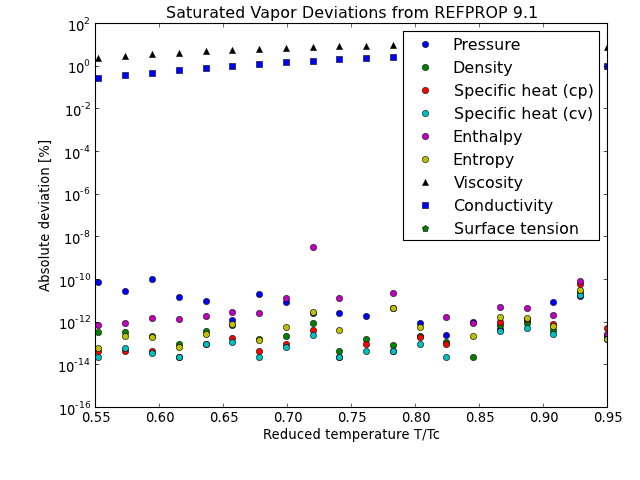 Saturated Vapor Deviations from REFPROP 9.1
Absolute deviation [%]
10^2
10^0
10^-2
10^-4
10^-6
10^-8
10^-10
10^-12
10^-14
10^-16
Pressure
Density
Specific heat (cp)
Specific heat (cv)
Enthalpy
Entropy
Viscosity
Conductivity
Surface tension
0.55 0.60 0.65 0.70 0.75 0.80 0.85 0.90 0.95
Reduced temperature T/Tc